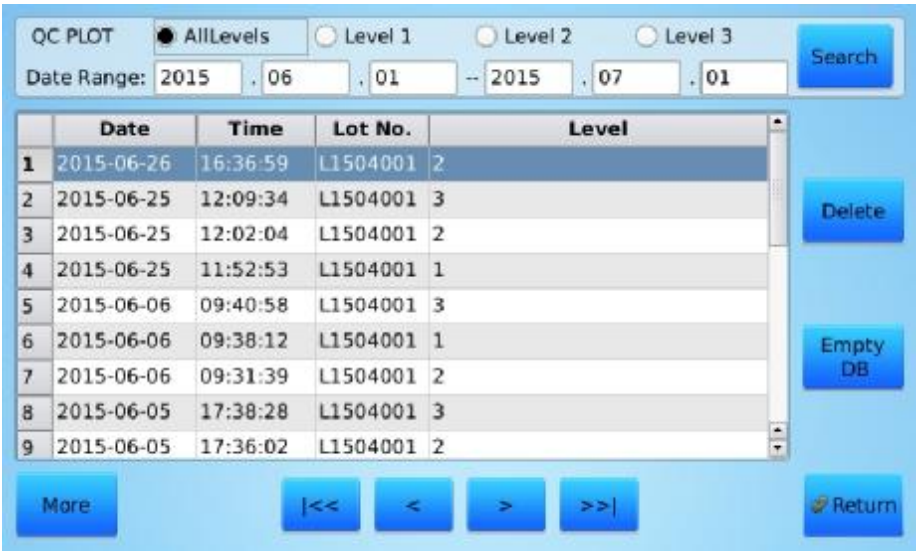 QC PLOT AllLevels Level 1 Level 2 Level 3
Search
Date Range: 2015 . 06 . 01 -- 2015 . 07 . 01
Date Time Lot No. Level
1 2015-06-26 16:36:59 L1504001 2
2 2015-06-25 12:09:34 L1504001 3
3 2015-06-25 12:02:04 L1504001 2
4 2015-06-25 11:52:53 L1504001 1
5 2015-06-06 09:40:58 L1504001 3
6 2015-06-06 09:38:12 L1504001 1
7 2015-06-06 09:31:39 L1504001 2
8 2015-06-05 17:38:28 L1504001 3
9 2015-06-05 17:36:02 L1504001 2
Delete
Empty
DB
More |<< < > >>| Return